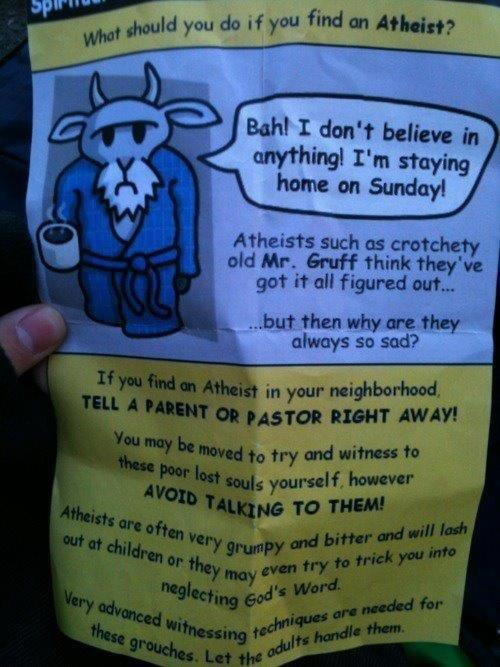 What should you do if you find an Atheist?
Bah! I don't believe in
anything! I'm staying
home on Sunday!
Atheists such as crotchety
old Mr. Gruff think they've
got it all figured out...
...but then why are they
always so sad?
If you find an Atheist in your neighborhood,
TELL A PARENT OR PASTOR RIGHT AWAY!
You may be moved to try and witness to
these poor lost souls yourself, however
AVOID TALKING TO THEM!
Atheists are often very grumpy and bitter and will lash
out at children or they may even try to trick you into
neglecting God's Word.
Very advanced witnessing techniques are needed for
these grouches. Let the adults handle them.